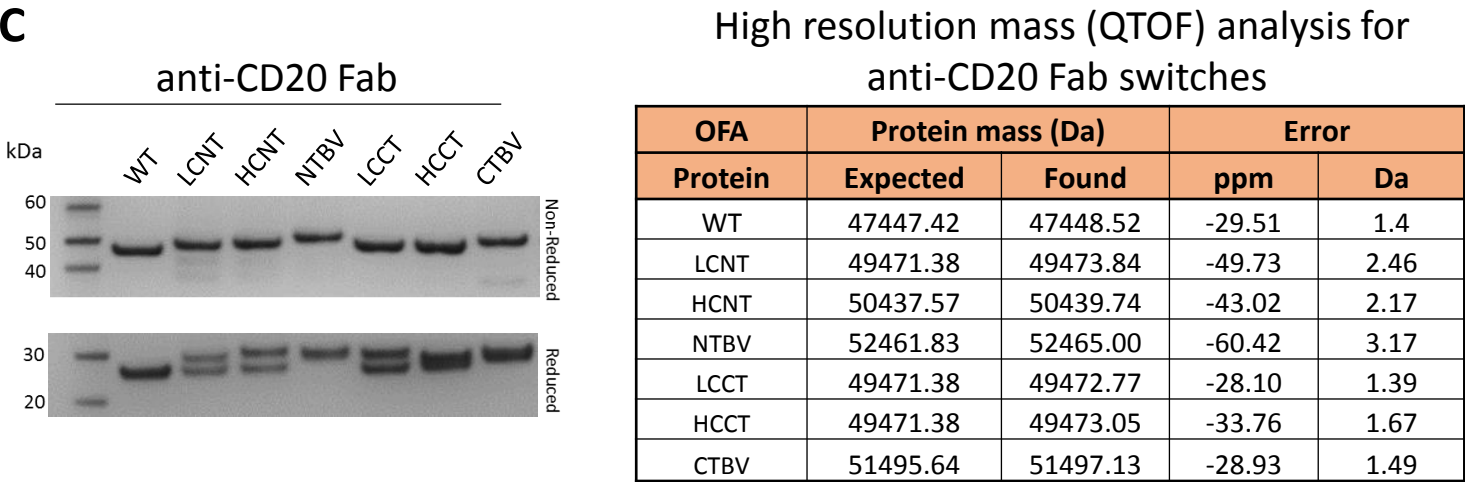 C
anti-CD20 Fab
kDa
WT LCNT HCNT NTBV LCCT HCCT CTBV
60
50
40
Non-Reduced
30
20
Reduced
High resolution mass (QTOF) analysis for
anti-CD20 Fab switches
OFA Protein mass (Da) Error
Protein Expected Found ppm Da
WT 47447.42 47448.52 -29.51 1.4
LCNT 49471.38 49473.84 -49.73 2.46
HCNT 50437.57 50439.74 -43.02 2.17
NTBV 52461.83 52465.00 -60.42 3.17
LCCT 49471.38 49472.77 -28.10 1.39
HCCT 49471.38 49473.05 -33.76 1.67
CTBV 51495.64 51497.13 -28.93 1.49